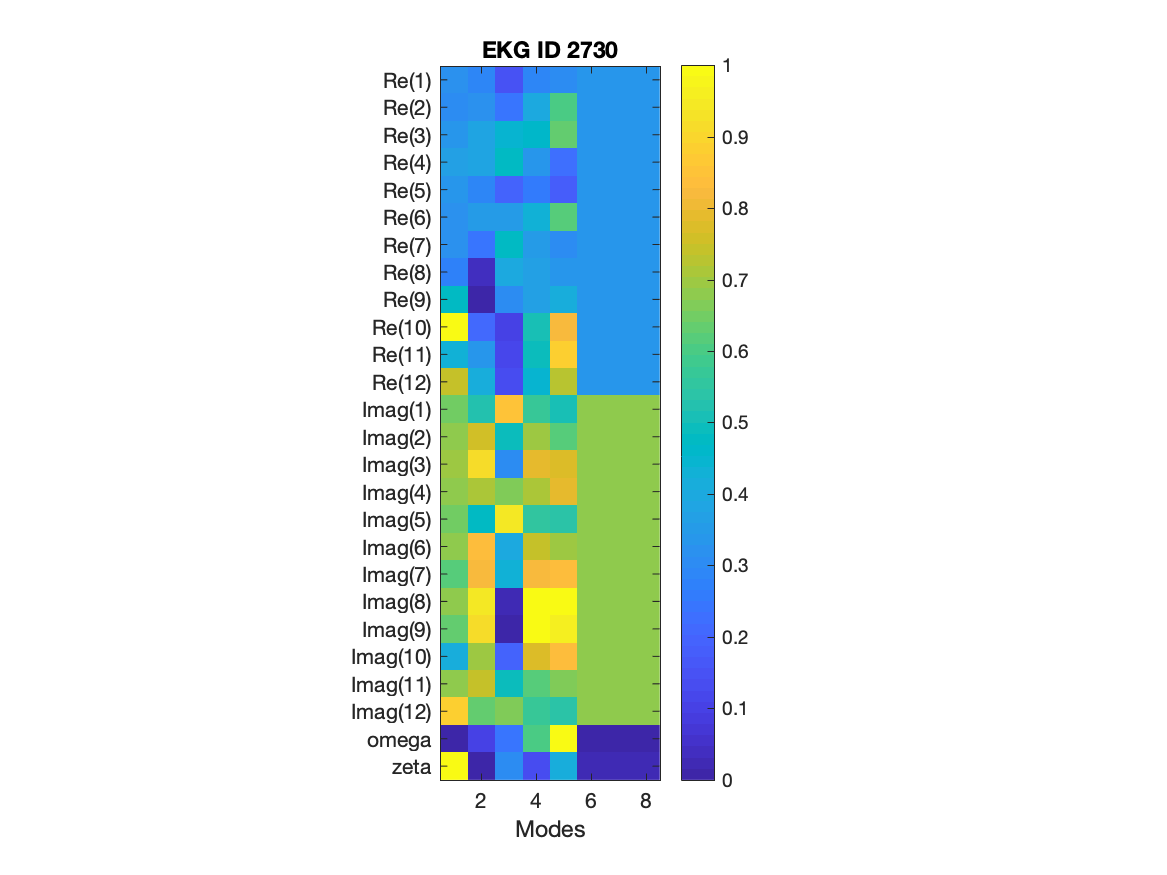 EKG ID 2730
Re(1)
Re(2)
Re(3)
Re(4)
Re(5)
Re(6)
Re(7)
Re(8)
Re(9)
Re(10)
Re(11)
Re(12)
Imag(1)
Imag(2)
Imag(3)
Imag(4)
Imag(5)
Imag(6)
Imag(7)
Imag(8)
Imag(9)
Imag(10)
Imag(11)
Imag(12)
omega
zeta
2 4 6 8
Modes
1
0.9
0.8
0.7
0.6
0.5
0.4
0.3
0.2
0.1
0